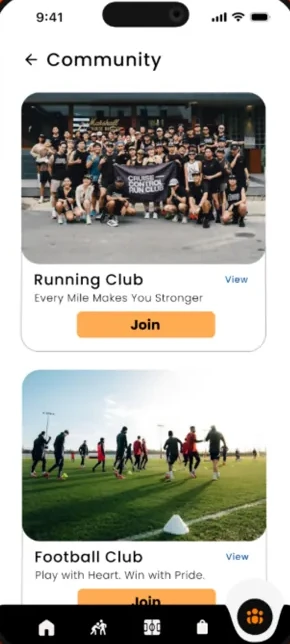 9:41
Community
CRUISE
CONTROL
RUN CLUB
Running Club
View
Every Mile Makes You Stronger
Join
Football Club
View
Play with Heart. Win with Pride.
Join